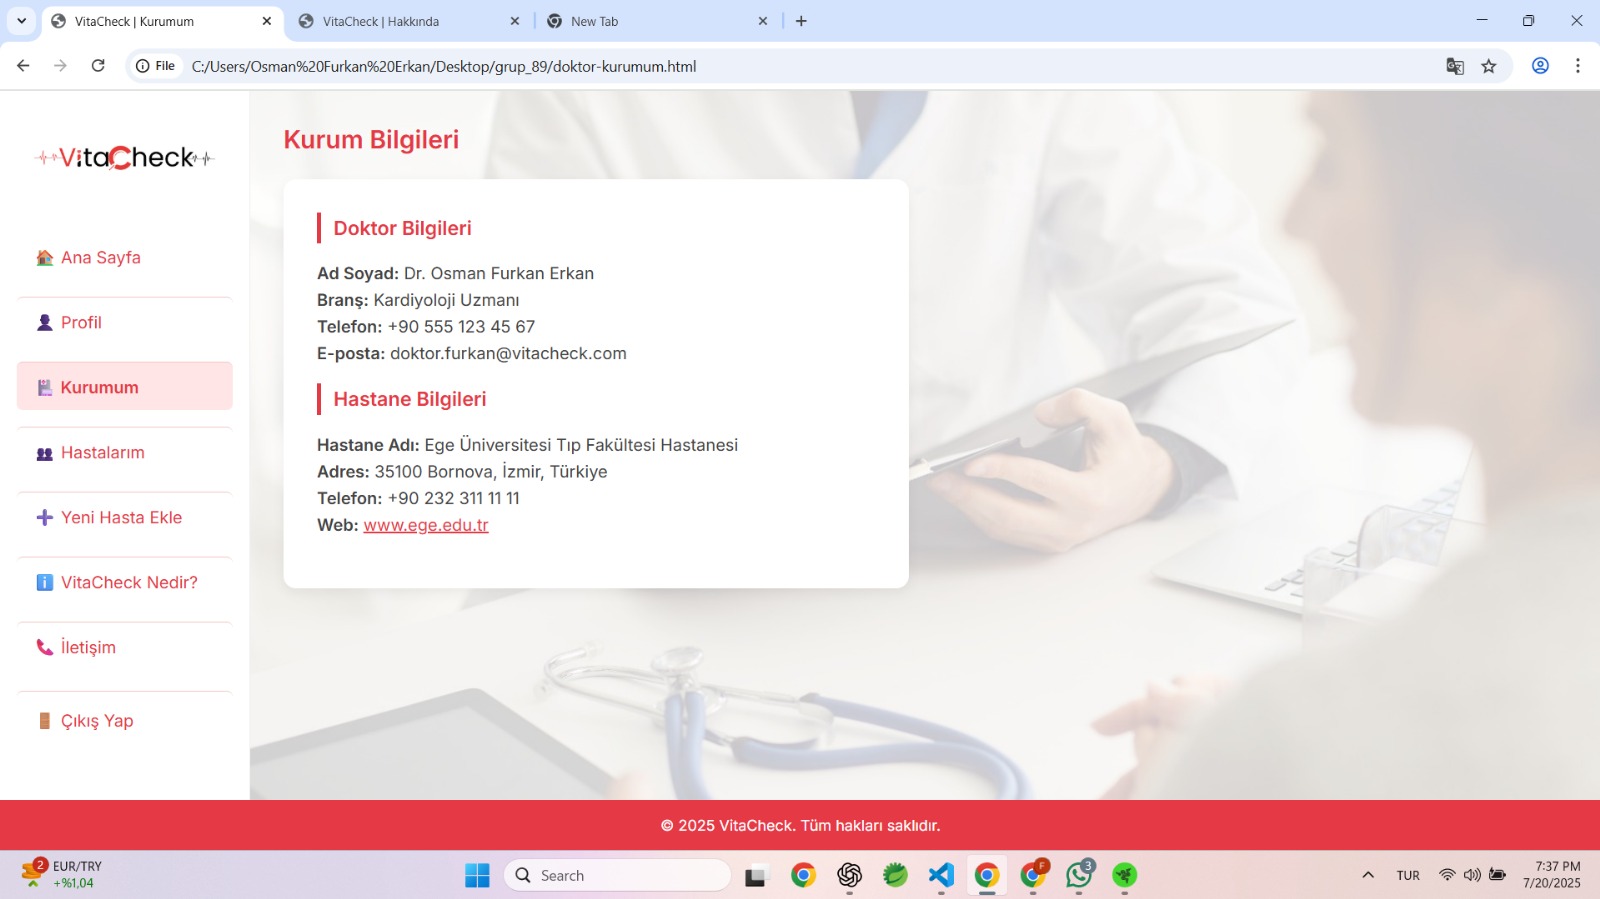 VitaCheck | Kurumum
VitaCheck | Hakkında
New Tab
File
C:/Users/Osman%20Furkan%20Erkan/Desktop/grup_89/doktor-kurumum.html
VitaCheck
Ana Sayfa
Profil
Kurumum
Hastalarım
Yeni Hasta Ekle
VitaCheck Nedir?
İletişim
Çıkış Yap
Kurum Bilgileri
Doktor Bilgileri
Ad Soyad: Dr. Osman Furkan Erkan
Branş: Kardiyoloji Uzmanı
Telefon: +90 555 123 45 67
E-posta: doktor.furkan@vitacheck.com
Hastane Bilgileri
Hastane Adı: Ege Üniversitesi Tıp Fakültesi Hastanesi
Adres: 35100 Bornova, İzmir, Türkiye
Telefon: +90 232 311 11 11
Web: www.ege.edu.tr
© 2025 VitaCheck. Tüm hakları saklıdır.
2
EUR/TRY
+%1,04
Search
F
3
TUR
7:37 PM
7/20/2025